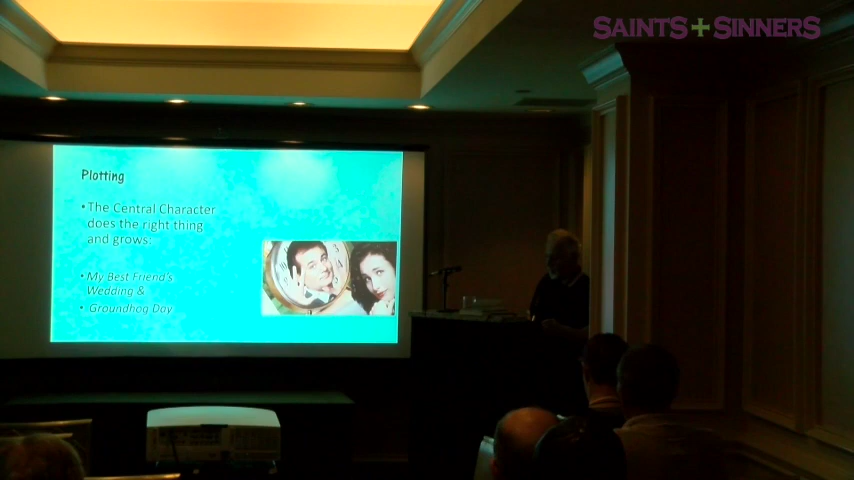 SAINTS+SINNERS
Plotting
•The Central Character
does the right thing
and grows:
•My Best Friend's
Wedding &
• Groundhog Day